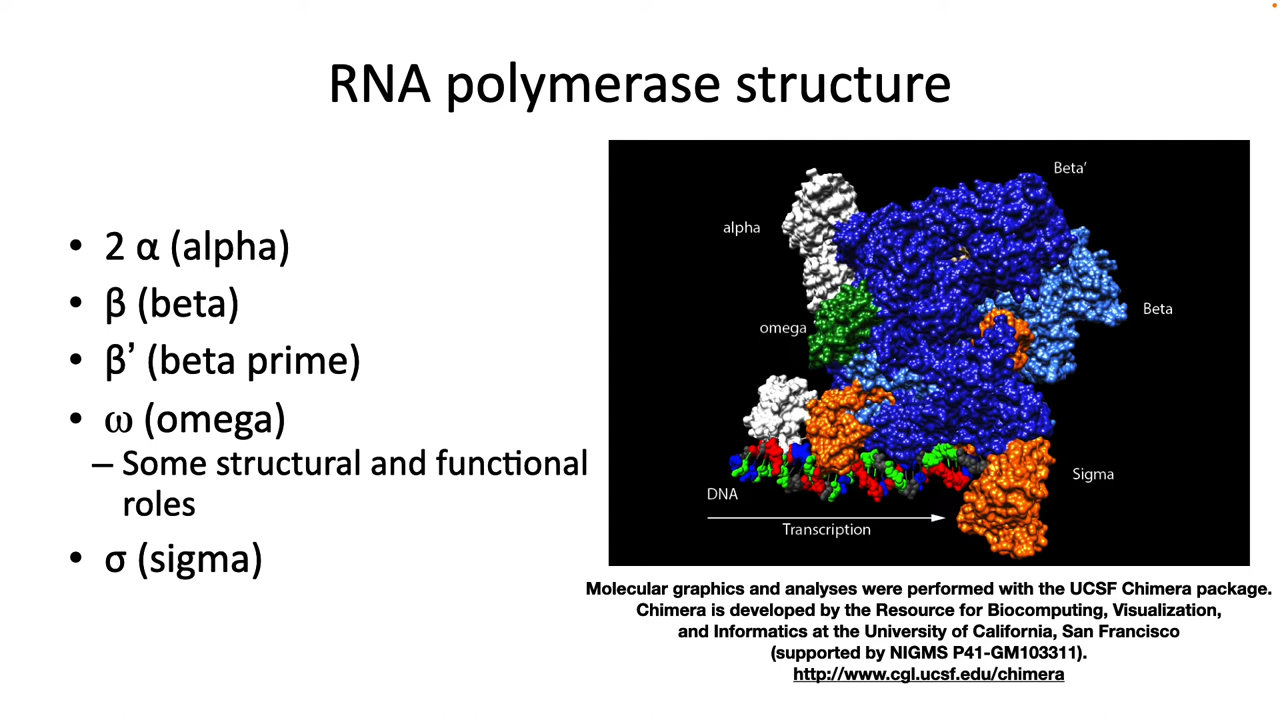 RNA polymerase structure
• 2 α (alpha)
• β (beta)
• β’ (beta prime)
• ω (omega)
– Some structural and functional
roles
• σ (sigma)
Beta’
alpha
Beta
omega
Sigma
DNA
Transcription
Molecular graphics and analyses were performed with the UCSF Chimera package.
Chimera is developed by the Resource for Biocomputing, Visualization,
and Informatics at the University of California, San Francisco
(supported by NIGMS P41-GM103311).
http://www.cgl.ucsf.edu/chimera